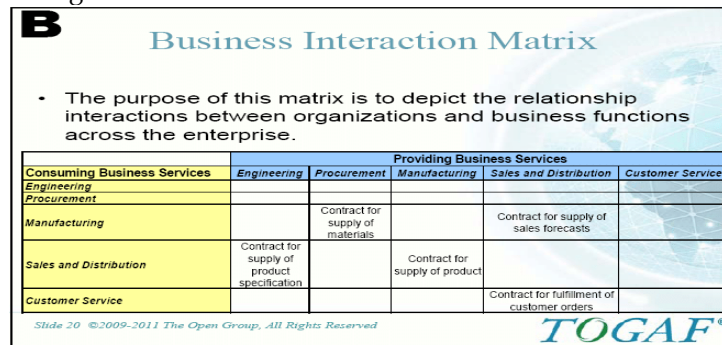 B
Business Interaction Matrix
• The purpose of this matrix is to depict the relationship
interactions between organizations and business functions
across the enterprise.
Providing Business Services
Consuming Business Services Engineering Procurement Manufacturing Sales and Distribution Customer Service
Engineering
Procurement
Manufacturing
Contract for
supply of
materials
Contract for supply of
sales forecasts
Sales and Distribution
Contract for
supply of
product
specification
Contract for
supply of product
Customer Service
Contract for fulfillment of
customer orders
Slide 20 ©2009-2011 The Open Group, All Rights Reserved
TOGAF